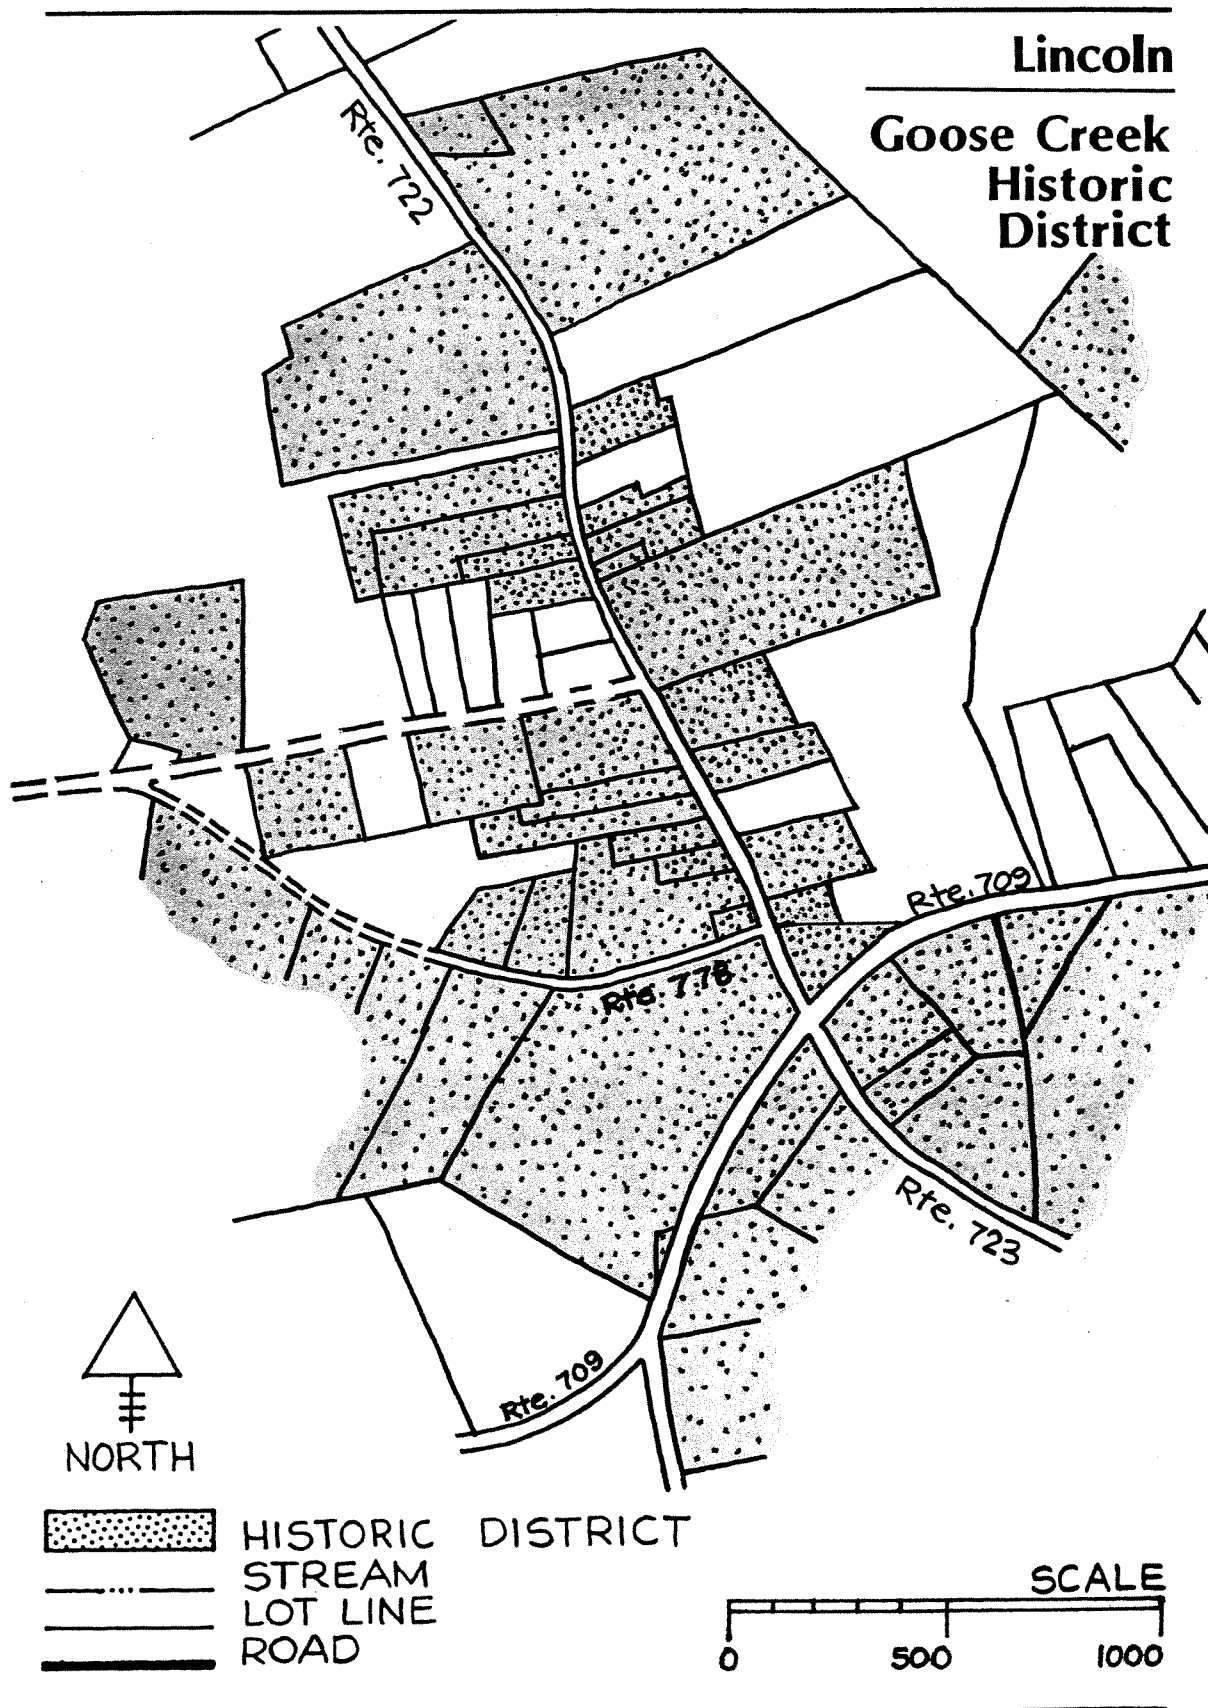 Lincoln
Goose Creek
Historic
District
Rte. 722
Rte. 709
Rte. 778
Rte. 723
Rte. 709
NORTH
HISTORIC DISTRICT
STREAM
LOT LINE
ROAD
SCALE
0 500 1000